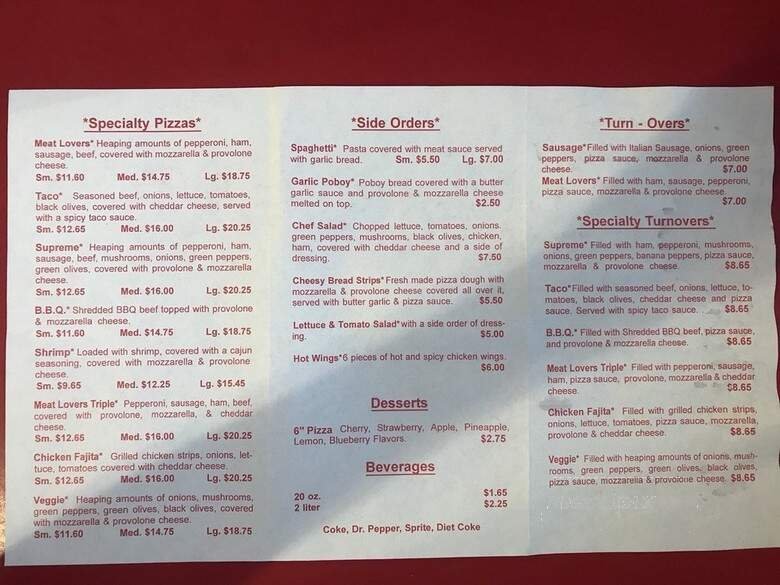 *Specialty Pizzas*
Meat Lovers* Heaping amounts of pepperoni, ham,
sausage, beef, covered with mozzarella & provolone
cheese.
Sm. $11.60 Med. $14.75 Lg. $18.75
Taco* Seasoned beef, onions, lettuce, tomatoes,
black olives, covered with cheddar cheese, served
with a spicy taco sauce.
Sm. $12.65 Med. $16.00 Lg. $20.25
Supreme* Heaping amounts of pepperoni, ham,
sausage, beef, mushrooms, onions, green peppers,
green olives, covered with provolone & mozzarella
cheese.
Sm. $12.65 Med. $16.00 Lg. $20.25
B.B.Q.* Shredded BBQ beef topped with provolone
& mozzarella cheese.
Sm. $11.60 Med. $14.75 Lg. $18.75
Shrimp* Loaded with shrimp, covered with a cajun
seasoning, covered with mozzarella & provolone
cheese.
Sm. $9.65 Med. $12.25 Lg. $15.45
Meat Lovers Triple* Pepperoni, sausage, ham, beef,
covered with provolone, mozzarella, & cheddar
cheese.
Sm. $12.65 Med. $16.00 Lg. $20.25
Chicken Fajita* Grilled chicken strips, onions, let-
tuce, tomatoes covered with cheddar cheese.
Sm. $12.65 Med. $16.00 Lg. $20.25
Veggie* Heaping amounts of onions, mushrooms,
green peppers, green olives, black olives, covered
with mozzarella & provolone cheese.
Sm. $11.60 Med. $14.75 Lg. $18.75
*Side Orders*
Spaghetti* Pasta covered with meat sauce served
with garlic bread. Sm. $5.50 Lg. $7.00
Garlic Poboy* Poboy bread covered with a butter
garlic sauce and provolone & mozzarella cheese
melted on top. $2.50
Chef Salad* Chopped lettuce, tomatoes, onions.
green peppers, mushrooms, black olives, chicken,
ham, covered with cheddar cheese and a side of
dressing. $7.50
Cheesy Bread Strips* Fresh made pizza dough with
mozzarella & provolone cheese covered all over it,
served with butter garlic & pizza sauce. $5.50
Lettuce & Tomato Salad* with a side order of dress-
ing. $5.00
Hot Wings* 6 pieces of hot and spicy chicken wings.
$6.00
Desserts
6" Pizza Cherry, Strawberry, Apple, Pineapple,
Lemon, Blueberry Flavors. $2.75
Beverages
20 oz. $1.65
2 liter $2.25
Coke, Dr. Pepper, Sprite, Diet Coke
*Turn - Overs*
Sausage* Filled with Italian Sausage, onions, green
peppers, pizza sauce, mozzarella & provolone
cheese. $7.00
Meat Lovers* Filled with ham, sausage, pepperoni,
pizza sauce, mozzarella & provolone cheese.
$7.00
*Specialty Turnovers*
Supreme* Filled with ham, pepperoni, mushrooms,
onions, green peppers, banana peppers, pizza sauce,
mozzarella & provolone cheese. $8.65
Taco* Filled with seasoned beef, onions, lettuce, to-
matoes, black olives, cheddar cheese and pizza
sauce. Served with spicy taco sauce. $8.65
B.B.Q.* Filled with Shredded BBQ beef, pizza sauce,
and provolone & mozzarella cheese. $8.65
Meat Lovers Triple* Filled with pepperoni, sausage,
ham, pizza sauce, provolone, mozzarella & cheddar
cheese. $8.65
Chicken Fajita* Filled with grilled chicken strips,
onions, lettuce, tomatoes, pizza sauce, mozzarella,
provolone & cheddar cheese. $8.65
Veggie* Filled with heaping amounts of onions, mush-
rooms, green peppers, green olives, black olives,
pizza sauce, mozzarella & provolone cheese. $8.65